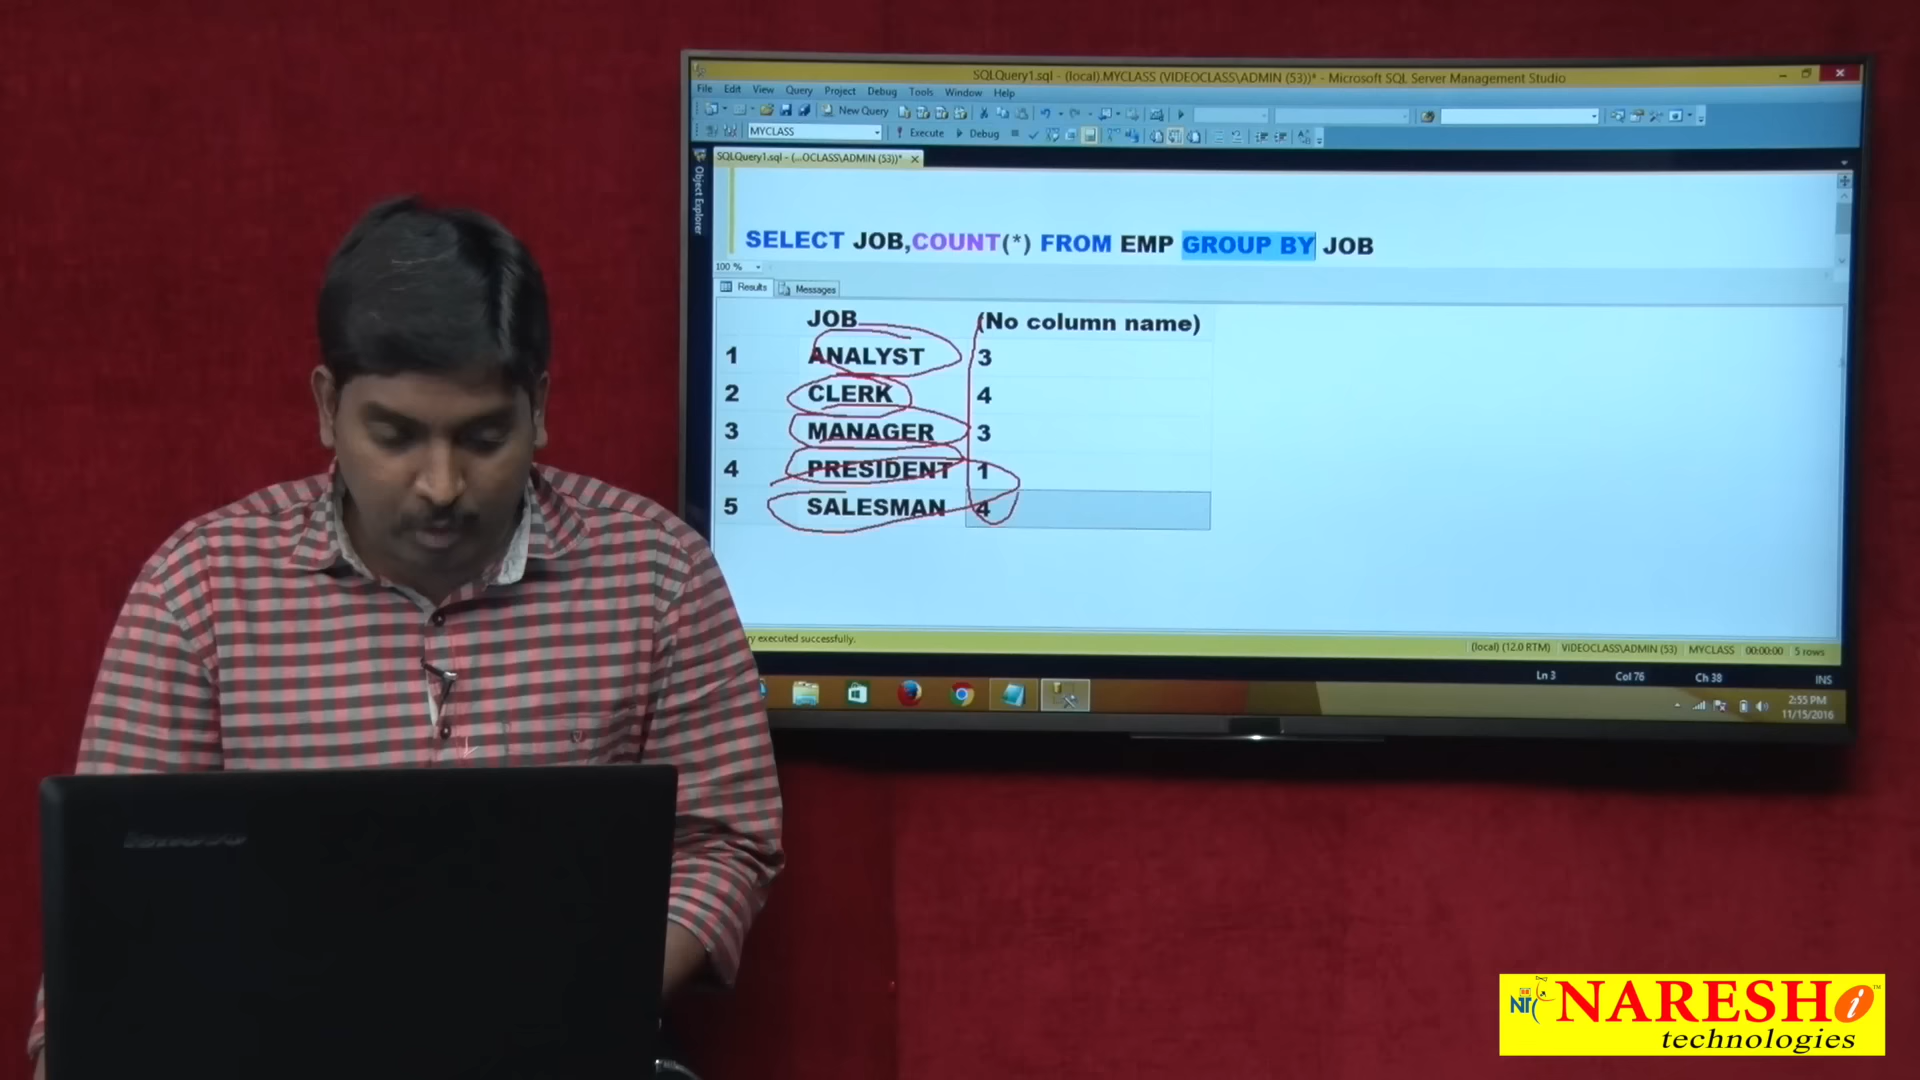 SQLQuery1.sql - (local).MYCLASS (VIDEOCLASS\ADMIN (53))* - Microsoft SQL Server Management Studio
File Edit View Query Project Debug Tools Window Help
New Query
MYCLASS
Execute Debug
SQLQuery1.sql - (...OCLASS\ADMIN (53))*
Object Explorer
SELECT JOB,COUNT(*) FROM EMP GROUP BY JOB
100 %
Results Messages
JOB (No column name)
1 ANALYST 3
2 CLERK 4
3 MANAGER 3
4 PRESIDENT 1
5 SALESMAN 4
executed successfully.
(local) (12.0 RTM) VIDEOCLASS\ADMIN (53) MYCLASS 00:00:00 5 rows
Ln 3 Col 76 Ch 38 INS
2:55 PM
11/15/2016
lenovo
NARESH i ™
technologies